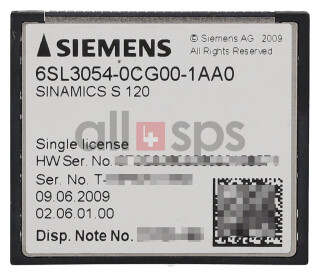 SIEMENS
© Siemens AG 2009
All Rights Reserved
6SL3054-0CG00-1AA0
SINAMICS S 120
all4sps
Single license
HW Ser. No.
Ser. No. T-
09.06.2009
02.06.01.00
Disp. Note No.